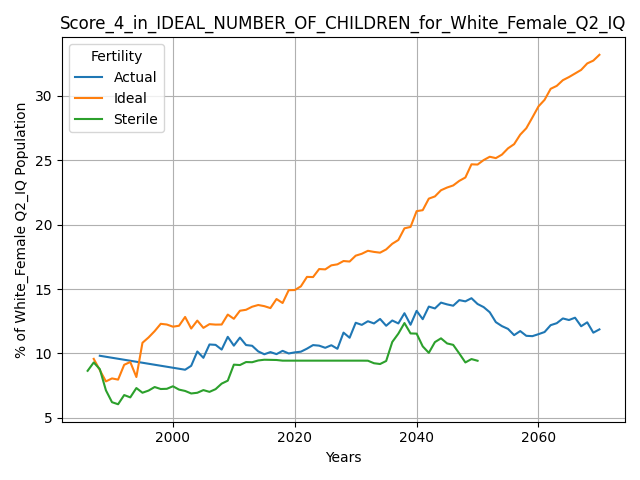 Score_4_in_IDEAL_NUMBER_OF_CHILDREN_for_White_Female_Q2_IQ
Fertility
Actual
Ideal
Sterile
% of White_Female Q2_IQ Population
30
25
20
15
10
5
2000 2020 2040 2060
Years